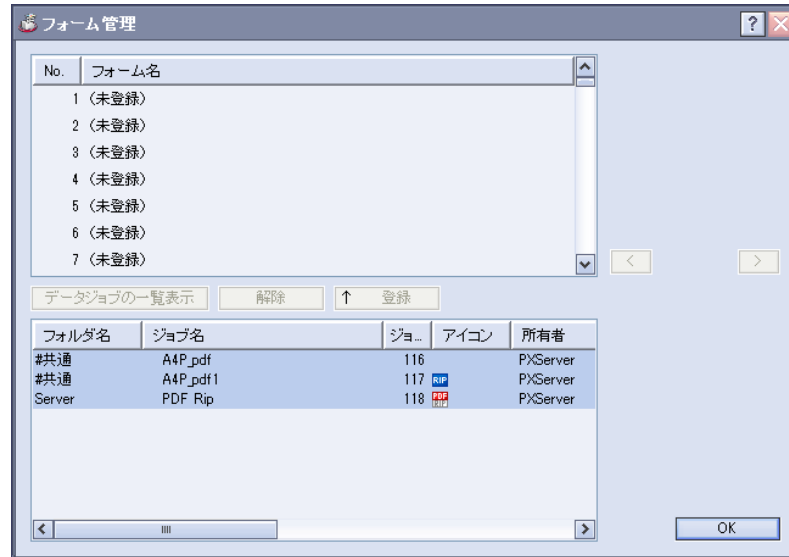 フォーム管理
No. フォーム名
1 (未登録)
2 (未登録)
3 (未登録)
4 (未登録)
5 (未登録)
6 (未登録)
7 (未登録)
< >
データジョブの一覧表示 解除 ↑ 登録
フォルダ名 ジョブ名 ジョ... アイコン 所有者
#共通 A4P_pdf 116 PXServer
#共通 A4P_pdf1 117 RIP PXServer
Server PDF Rip 118 PDF RIP PXServer
OK